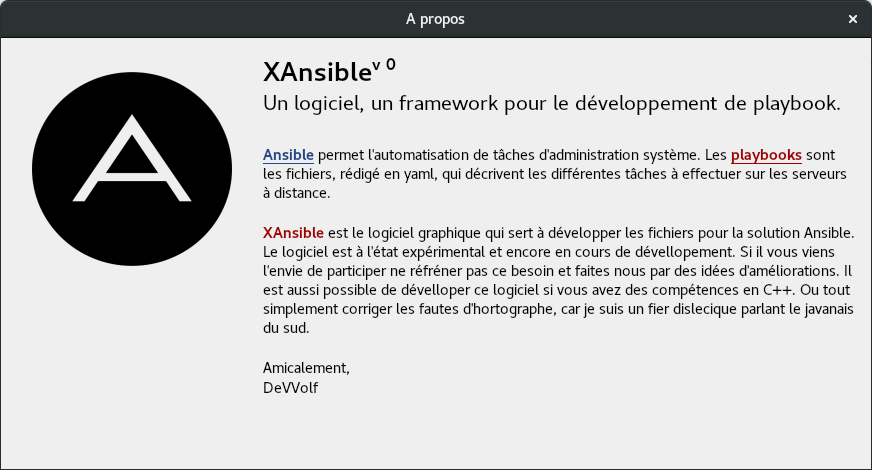 A propos
XAnsible v 0
Un logiciel, un framework pour le développement de playbook.
Ansible permet l'automatisation de tâches d'administration système. Les playbooks sont
les fichiers, rédigé en yaml, qui décrivent les différentes tâches à effectuer sur les serveurs
à distance.
XAnsible est le logiciel graphique qui sert à développer les fichiers pour la solution Ansible.
Le logiciel est à l'état expérimental et encore en cours de dévellopement. Si il vous viens
l'envie de participer ne réfréner pas ce besoin et faites nous par des idées d'améliorations. Il
est aussi possible de dévelloper ce logiciel si vous avez des compétences en C++. Ou tout
simplement corriger les fautes d'hortographe, car je suis un fier dislecique parlant le javanais
du sud.
Amicalement,
DeVVolf